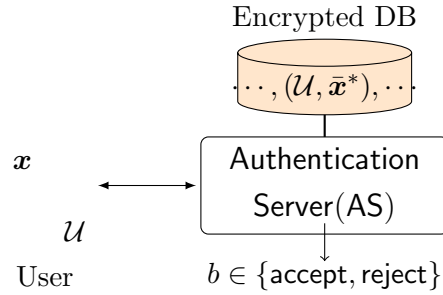 Encrypted DB
⋯, (𝒰, x̄*), ⋯
Authentication
Server(AS)
x
𝒰
User
b ∈ {accept, reject}